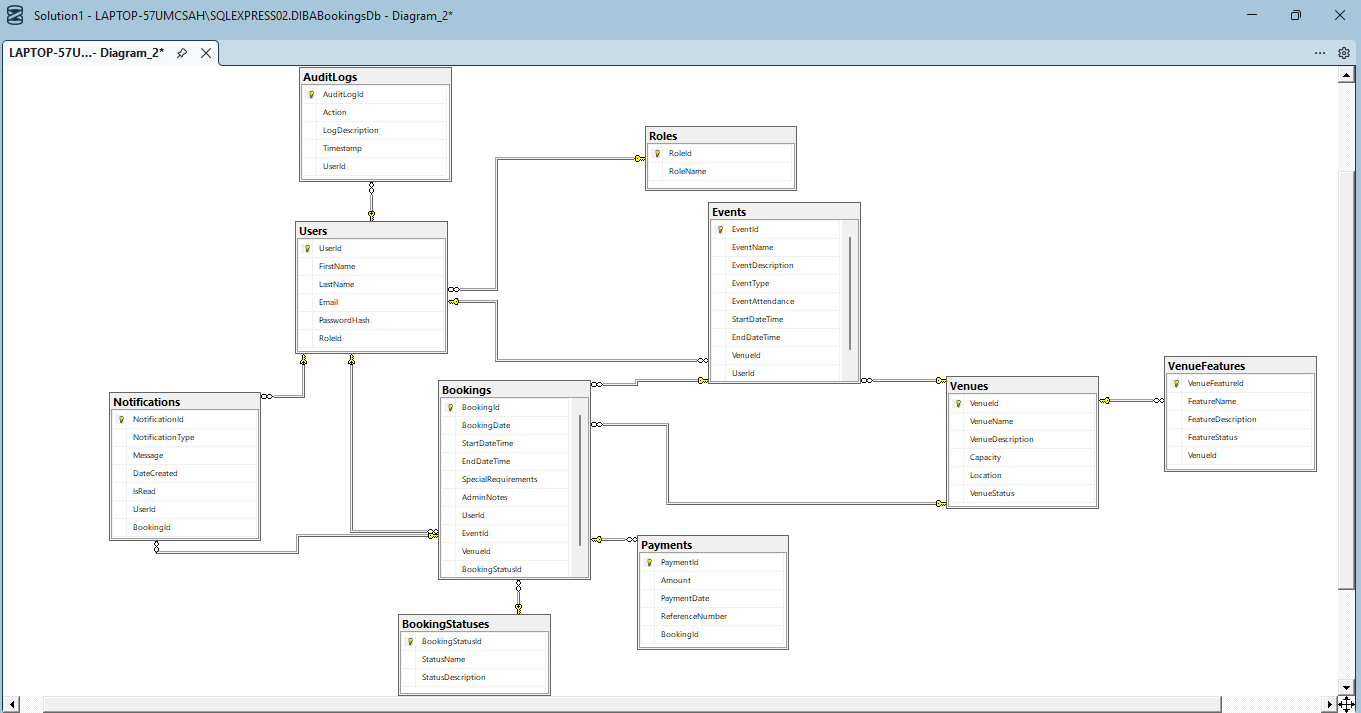 Solution1 - LAPTOP-57UMCSAH\SQLEXPRESS02.DIBABookingsDb - Diagram_2*
LAPTOP-57U...- Diagram_2*
AuditLogs
AuditLogId
Action
LogDescription
Timestamp
UserId
Roles
RoleId
RoleName
Users
UserId
FirstName
LastName
Email
PasswordHash
RoleId
Events
EventId
EventName
EventDescription
EventType
EventAttendance
StartDateTime
EndDateTime
VenueId
UserId
Notifications
NotificationId
NotificationType
Message
DateCreated
IsRead
UserId
BookingId
Bookings
BookingId
BookingDate
StartDateTime
EndDateTime
SpecialRequirements
AdminNotes
UserId
EventId
VenueId
BookingStatusId
Venues
VenueId
VenueName
VenueDescription
Capacity
Location
VenueStatus
VenueFeatures
VenueFeatureId
FeatureName
FeatureDescription
FeatureStatus
VenueId
Payments
PaymentId
Amount
PaymentDate
ReferenceNumber
BookingId
BookingStatuses
BookingStatusId
StatusName
StatusDescription